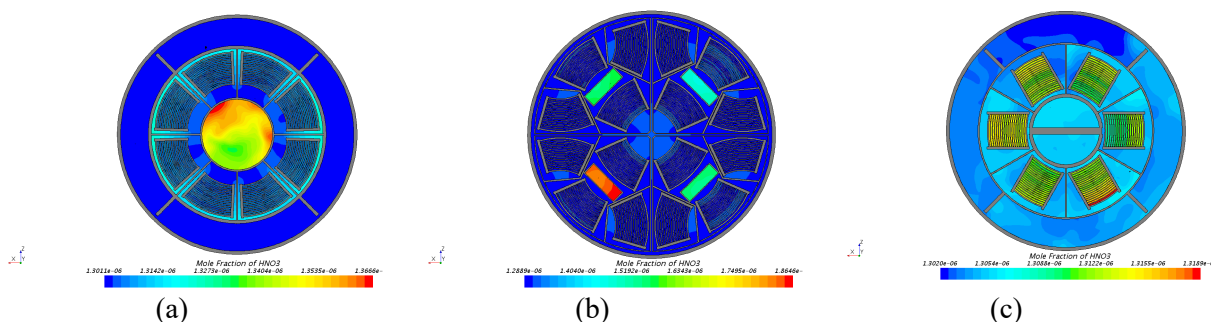 Mole Fraction of HNO3
1.3011e-06 1.3142e-06 1.3273e-06 1.3404e-06 1.3535e-06 1.3666e-06
(a)
Mole Fraction of HNO3
1.2889e-06 1.4040e-06 1.5192e-06 1.6343e-06 1.7495e-06 1.8646e-06
(b)
Mole Fraction of HNO3
1.3020e-06 1.3054e-06 1.3088e-06 1.3122e-06 1.3155e-06 1.3189e-06
(c)
X Y Z
X Y Z
X Y Z